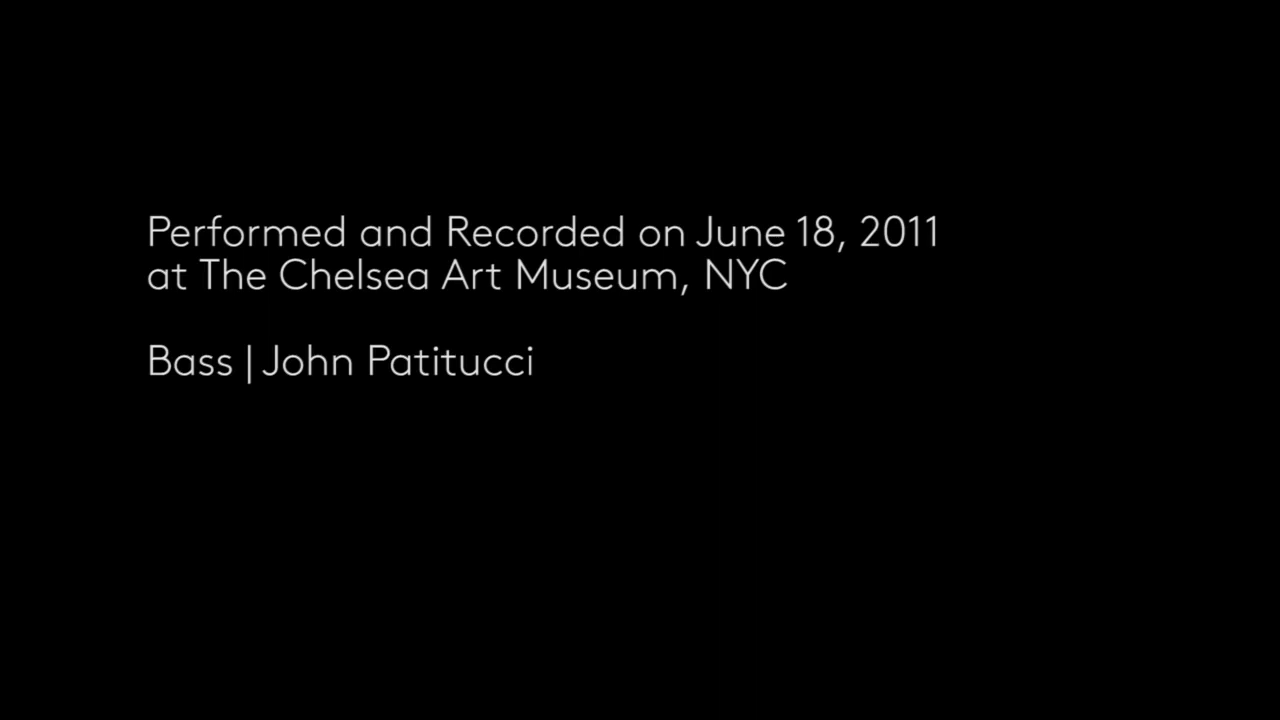 Performed and Recorded on June 18, 2011
at The Chelsea Art Museum, NYC
Bass | John Patitucci